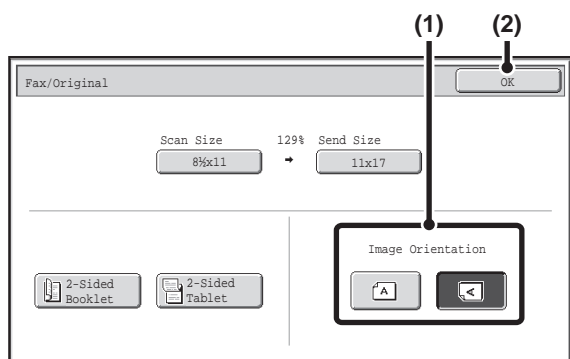 (1) (2)
Fax/Original OK
Scan Size 129% Send Size
8½x11 11x17
Image Orientation
2-Sided
Booklet
2-Sided
Tablet
A A